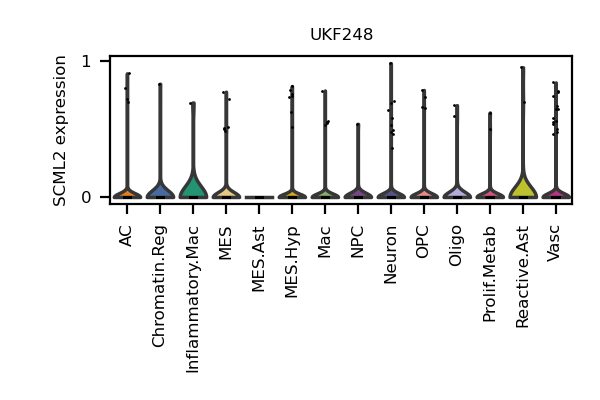 UKF248
SCML2 expression
1
0
AC
Chromatin.Reg
Inflammatory.Mac
MES
MES.Ast
MES.Hyp
Mac
NPC
Neuron
OPC
Oligo
Prolif.Metab
Reactive.Ast
Vasc